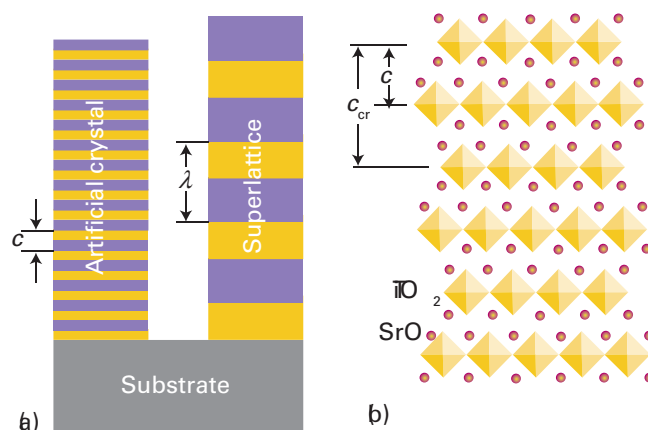 Artificial crystal
Superlattice
c
λ
Substrate
(a)
c
c cr
TiO 2
SrO
(b)